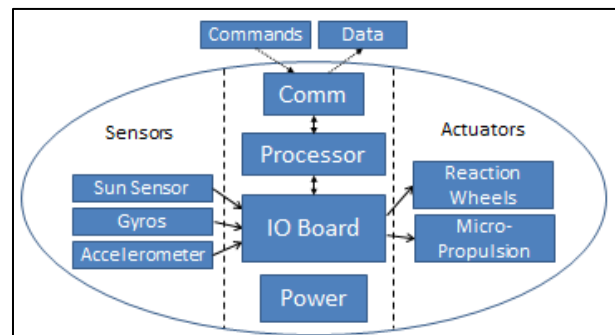 Commands
Data
Comm
Sensors
Actuators
Processor
Sun Sensor
Gyros
Accelerometer
IO Board
Reaction
Wheels
Micro-
Propulsion
Power